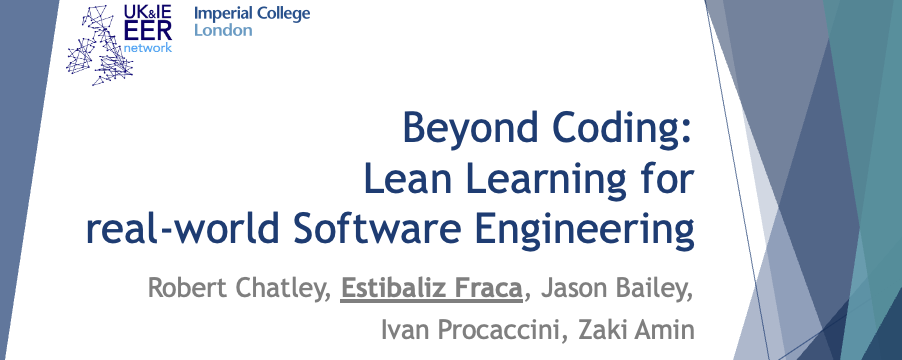 UK&IE
EER
network
Imperial College
London
Beyond Coding:
Lean Learning for
real-world Software Engineering
Robert Chatley, Estibaliz Fraca, Jason Bailey,
Ivan Procaccini, Zaki Amin